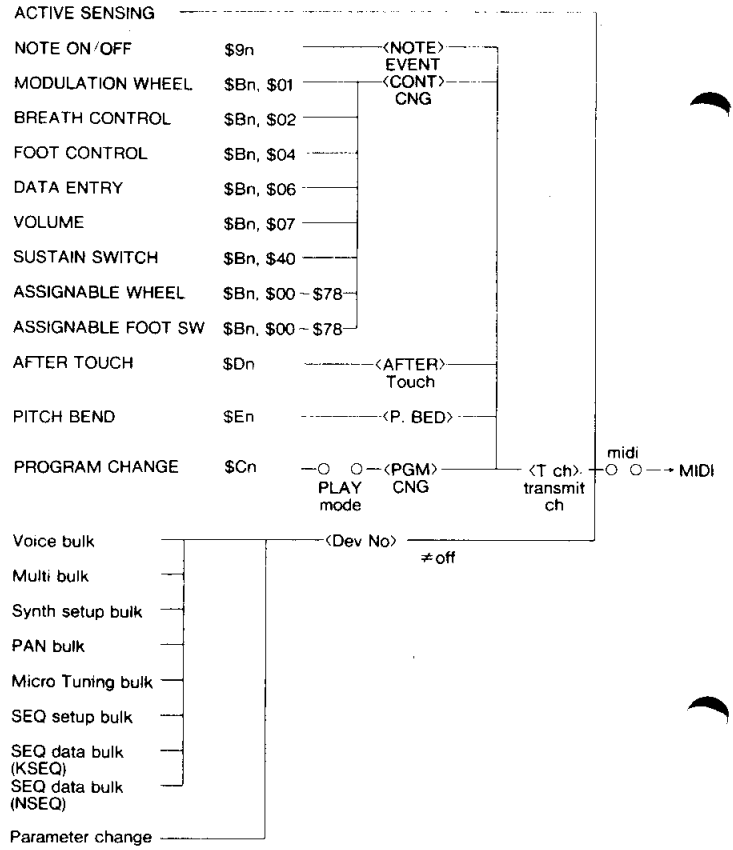 ACTIVE SENSING
NOTE ON/OFF $9n <NOTE>
EVENT
MODULATION WHEEL $Bn, $01 <CONT>
CNG
BREATH CONTROL $Bn, $02
FOOT CONTROL $Bn, $04
DATA ENTRY $Bn, $06
VOLUME $Bn, $07
SUSTAIN SWITCH $Bn, $40
ASSIGNABLE WHEEL $Bn, $00 ~ $78
ASSIGNABLE FOOT SW $Bn, $00 ~ $78
AFTER TOUCH $Dn <AFTER>
Touch
PITCH BEND $En <P. BED>
midi
PROGRAM CHANGE $Cn <PGM> <T ch> → MIDI
PLAY CNG transmit
mode ch
Voice bulk <Dev No>
≠off
Multi bulk
Synth setup bulk
PAN bulk
Micro Tuning bulk
SEQ setup bulk
SEQ data bulk
(KSEQ)
SEQ data bulk
(NSEQ)
Parameter change